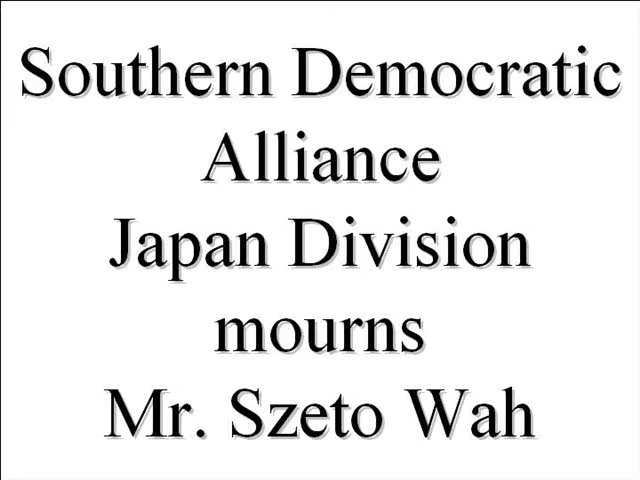 Southern Democratic
Alliance
Japan Division
mourns
Mr. Szeto Wah